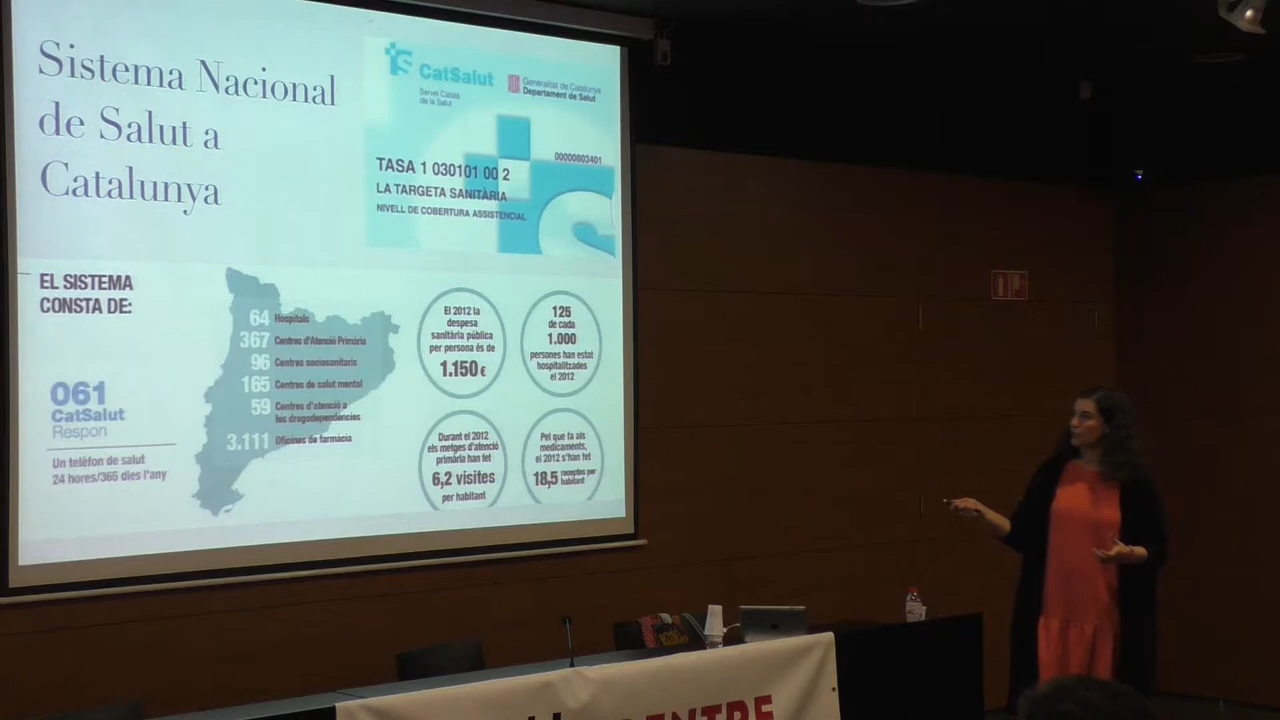 Sistema Nacional
de Salut a
Catalunya
CatSalut
Servei Català
de la Salut
Generalitat de Catalunya
Departament de Salut
00000803401
TASA 1 030101 00 2
LA TARGETA SANITÀRIA
NIVELL DE COBERTURA ASSISTENCIAL
EL SISTEMA
CONSTA DE:
64 Hospitals
367 Centres d'Atenció Primària
96 Centres sociosanitaris
165 Centres de salut mental
59 Centres d'atenció a
les drogodependències
3.111 Oficines de farmàcia
061
CatSalut
Respon
Un telèfon de salut
24 hores/365 dies l'any
El 2012 la
despesa
sanitària pública
per persona és de
1.150 €
125
de cada
1.000
persones han estat
hospitalitzades
el 2012
Durant el 2012
els metges d'atenció
primària han fet
6,2 visites
per habitant
Pel que fa als
medicaments,
el 2012 s'han fet
18,5 receptes per
habitant